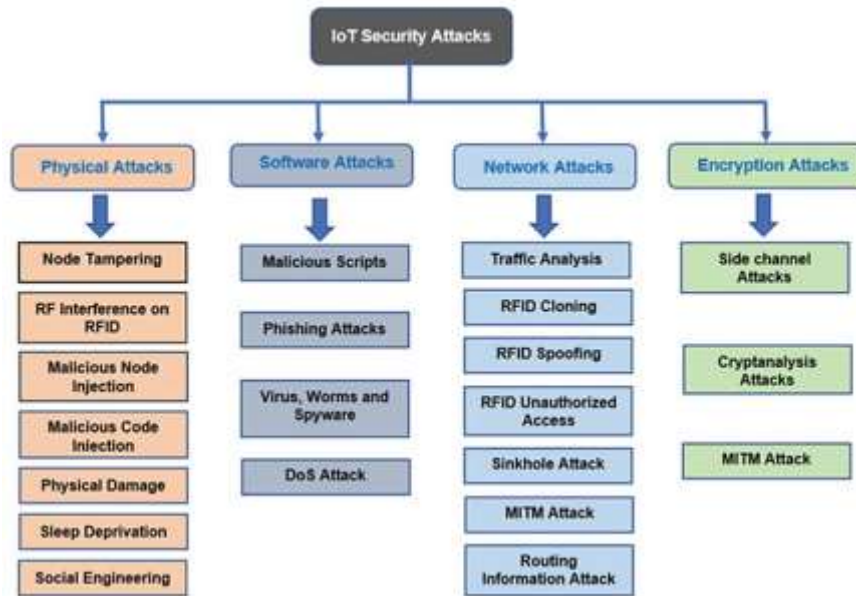 IoT Security Attacks
Physical Attacks
Software Attacks
Network Attacks
Encryption Attacks
Node Tampering
RF Interference on
RFID
Malicious Node
Injection
Malicious Code
Injection
Physical Damage
Sleep Deprivation
Social Engineering
Malicious Scripts
Phishing Attacks
Virus, Worms and
Spyware
DoS Attack
Traffic Analysis
RFID Cloning
RFID Spoofing
RFID Unauthorized
Access
Sinkhole Attack
MITM Attack
Routing
Information Attack
Side channel
Attacks
Cryptanalysis
Attacks
MITM Attack